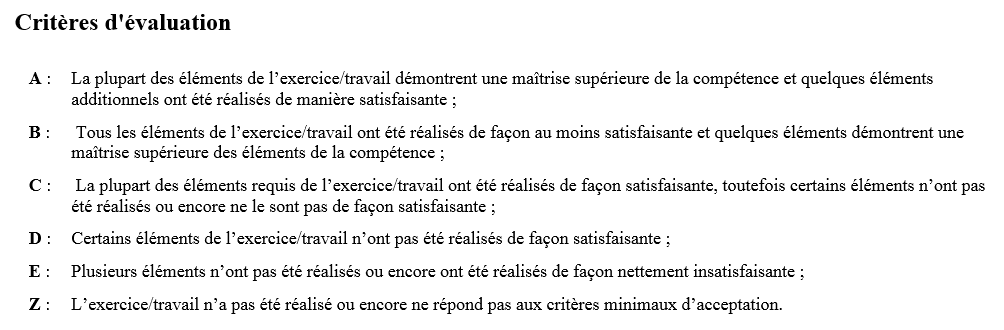 Critères d'évaluation
A : La plupart des éléments de l’exercice/travail démontrent une maîtrise supérieure de la compétence et quelques éléments
additionnels ont été réalisés de manière satisfaisante ;
B : Tous les éléments de l’exercice/travail ont été réalisés de façon au moins satisfaisante et quelques éléments démontrent une
maîtrise supérieure des éléments de la compétence ;
C : La plupart des éléments requis de l’exercice/travail ont été réalisés de façon satisfaisante, toutefois certains éléments n’ont pas
été réalisés ou encore ne le sont pas de façon satisfaisante ;
D : Certains éléments de l’exercice/travail n’ont pas été réalisés de façon satisfaisante ;
E : Plusieurs éléments n’ont pas été réalisés ou encore ont été réalisés de façon nettement insatisfaisante ;
Z : L’exercice/travail n’a pas été réalisé ou encore ne répond pas aux critères minimaux d’acceptation.